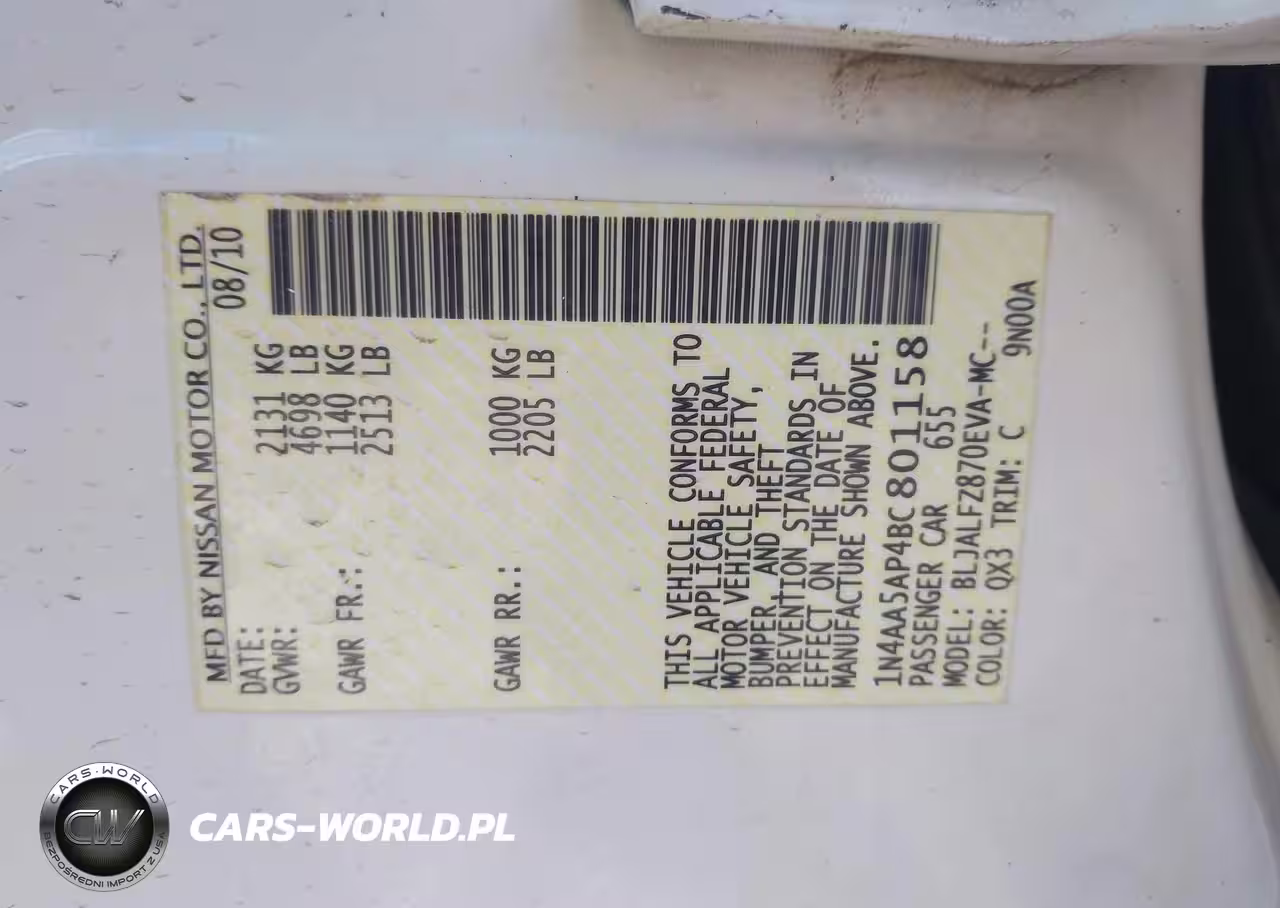 MFD BY NISSAN MOTOR CO., LTD.
DATE: 08/10
GVWR: 2131 KG
4698 LB
GAWR FR.: 1140 KG
2513 LB
GAWR RR.: 1000 KG
2205 LB
THIS VEHICLE CONFORMS TO
ALL APPLICABLE FEDERAL
MOTOR VEHICLE SAFETY,
BUMPER, AND THEFT
PREVENTION STANDARDS IN
EFFECT ON THE DATE OF
MANUFACTURE SHOWN ABOVE.
1N4AA5AP4BC801158
PASSENGER CAR 655
MODEL: BLJALFZ870EVA-MC--
COLOR: QX3 TRIM: C 9N00A
CARS-WORLD
CW
BEZPOŚREDNI IMPORT Z USA
CARS-WORLD.PL